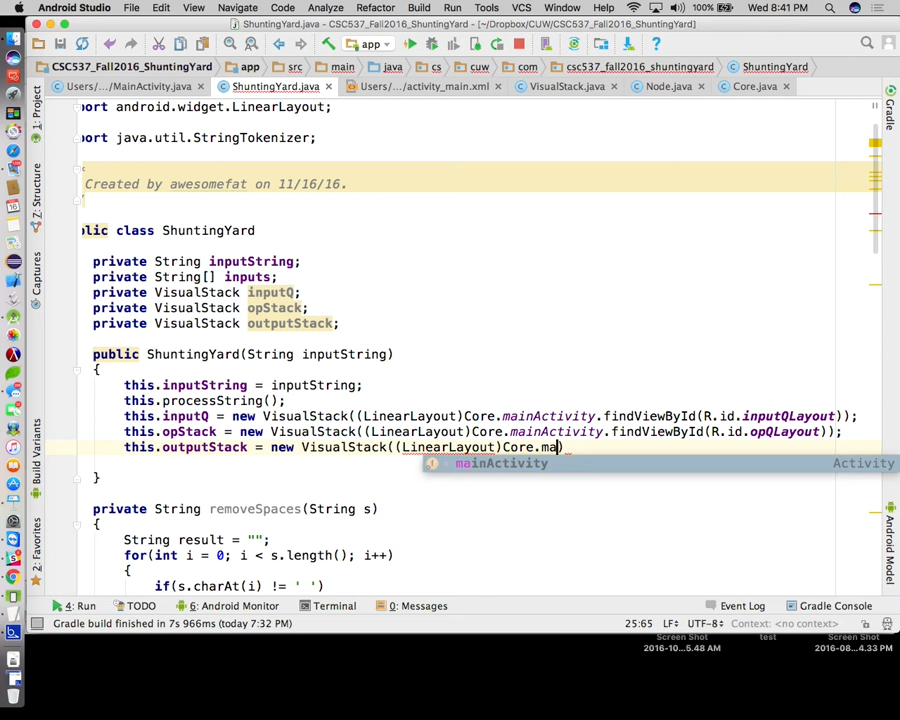 Android Studio File Edit View Navigate Code Analyze Refactor Build Run Tools VCS Window Help 100% Wed 8:41 PM
ShuntingYard.java - CSC537_Fall2016_ShuntingYard - [~/Dropbox/CUW/CSC537_Fall2016_ShuntingYard]
app
CSC537_Fall2016_ShuntingYard app src main java cs cuw com csc537_fall2016_shuntingyard ShuntingYard
Users/.../MainActivity.java ShuntingYard.java Users/.../activity_main.xml VisualStack.java Node.java Core.java
1: Project
7: Structure
Captures
Build Variants
2: Favorites
Gradle
Android Model
port android.widget.LinearLayout;
port java.util.StringTokenizer;
Created by awesomefat on 11/16/16.
blic class ShuntingYard
private String inputString;
private String[] inputs;
private VisualStack inputQ;
private VisualStack opStack;
private VisualStack outputStack;
public ShuntingYard(String inputString)
{
this.inputString = inputString;
this.processString();
this.inputQ = new VisualStack((LinearLayout)Core.mainActivity.findViewById(R.id.inputQLayout));
this.opStack = new VisualStack((LinearLayout)Core.mainActivity.findViewById(R.id.opQLayout));
this.outputStack = new VisualStack((LinearLayout)Core.ma)
mainActivity Activity
}
private String removeSpaces(String s)
{
String result = "";
for(int i = 0; i < s.length(); i++)
{
if(s.charAt(i) != ' ')
4: Run TODO 6: Android Monitor Terminal 0: Messages Event Log Gradle Console
Gradle build finished in 7s 966ms (today 7:32 PM) 25:65 LF UTF-8 Context: <no context>
Screen Shot test Screen Shot
2016-10...5.48 AM 2016-08...4.33 PM